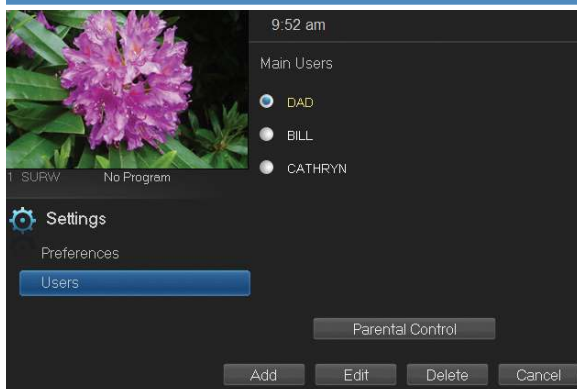 9:52 am
Main Users
DAD
BILL
CATHRYN
1 SURW No Program
Settings
Preferences
Users
Parental Control
Add Edit Delete Cancel